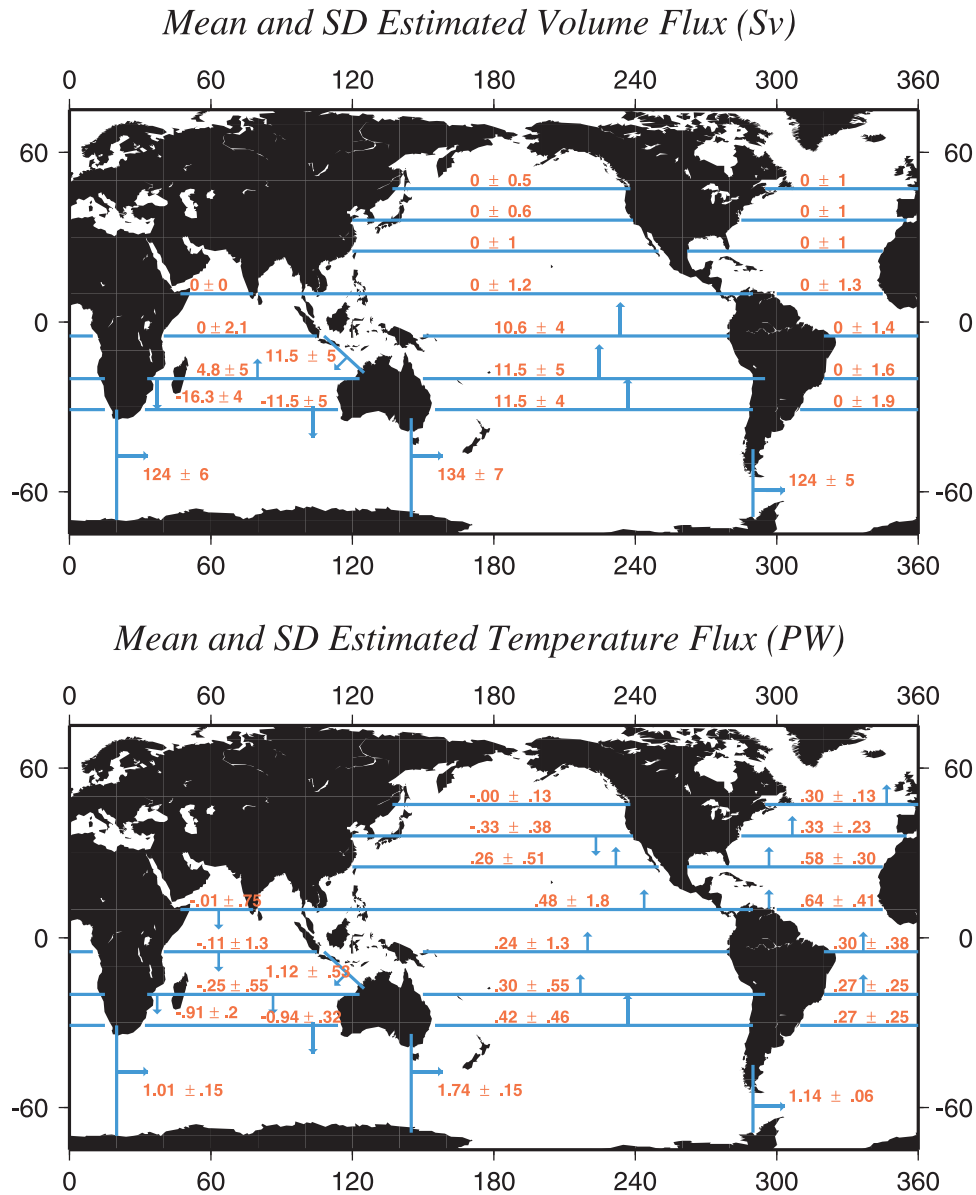 Mean and SD Estimated Volume Flux (Sv)
0 60 120 180 240 300 360
60 60
0 ± 0.5 0 ± 1
0 ± 0.6 0 ± 1
0 ± 1 0 ± 1
0 ± 0 0 ± 1.2 0 ± 1.3
0 0
0 ± 2.1 10.6 ± 4 0 ± 1.4
11.5 ± 5
4.8 ± 5 11.5 ± 5 0 ± 1.6
-16.3 ± 4 -11.5 ± 5 11.5 ± 4 0 ± 1.9
124 ± 6 134 ± 7 124 ± 5
-60 -60
0 60 120 180 240 300 360
Mean and SD Estimated Temperature Flux (PW)
0 60 120 180 240 300 360
60 60
-.00 ± .13 .30 ± .13
-.33 ± .38 .33 ± .23
.26 ± .51 .58 ± .30
-.01 ± .75 .48 ± 1.8 .64 ± .41
0 0
-.11 ± 1.3 .24 ± 1.3 .30 ± .38
1.12 ± .52
-.25 ± .55 .30 ± .55 .27 ± .25
-.91 ± .2 -0.94 ± .32 .42 ± .46 .27 ± .25
1.01 ± .15 1.74 ± .15 1.14 ± .06
-60 -60
0 60 120 180 240 300 360